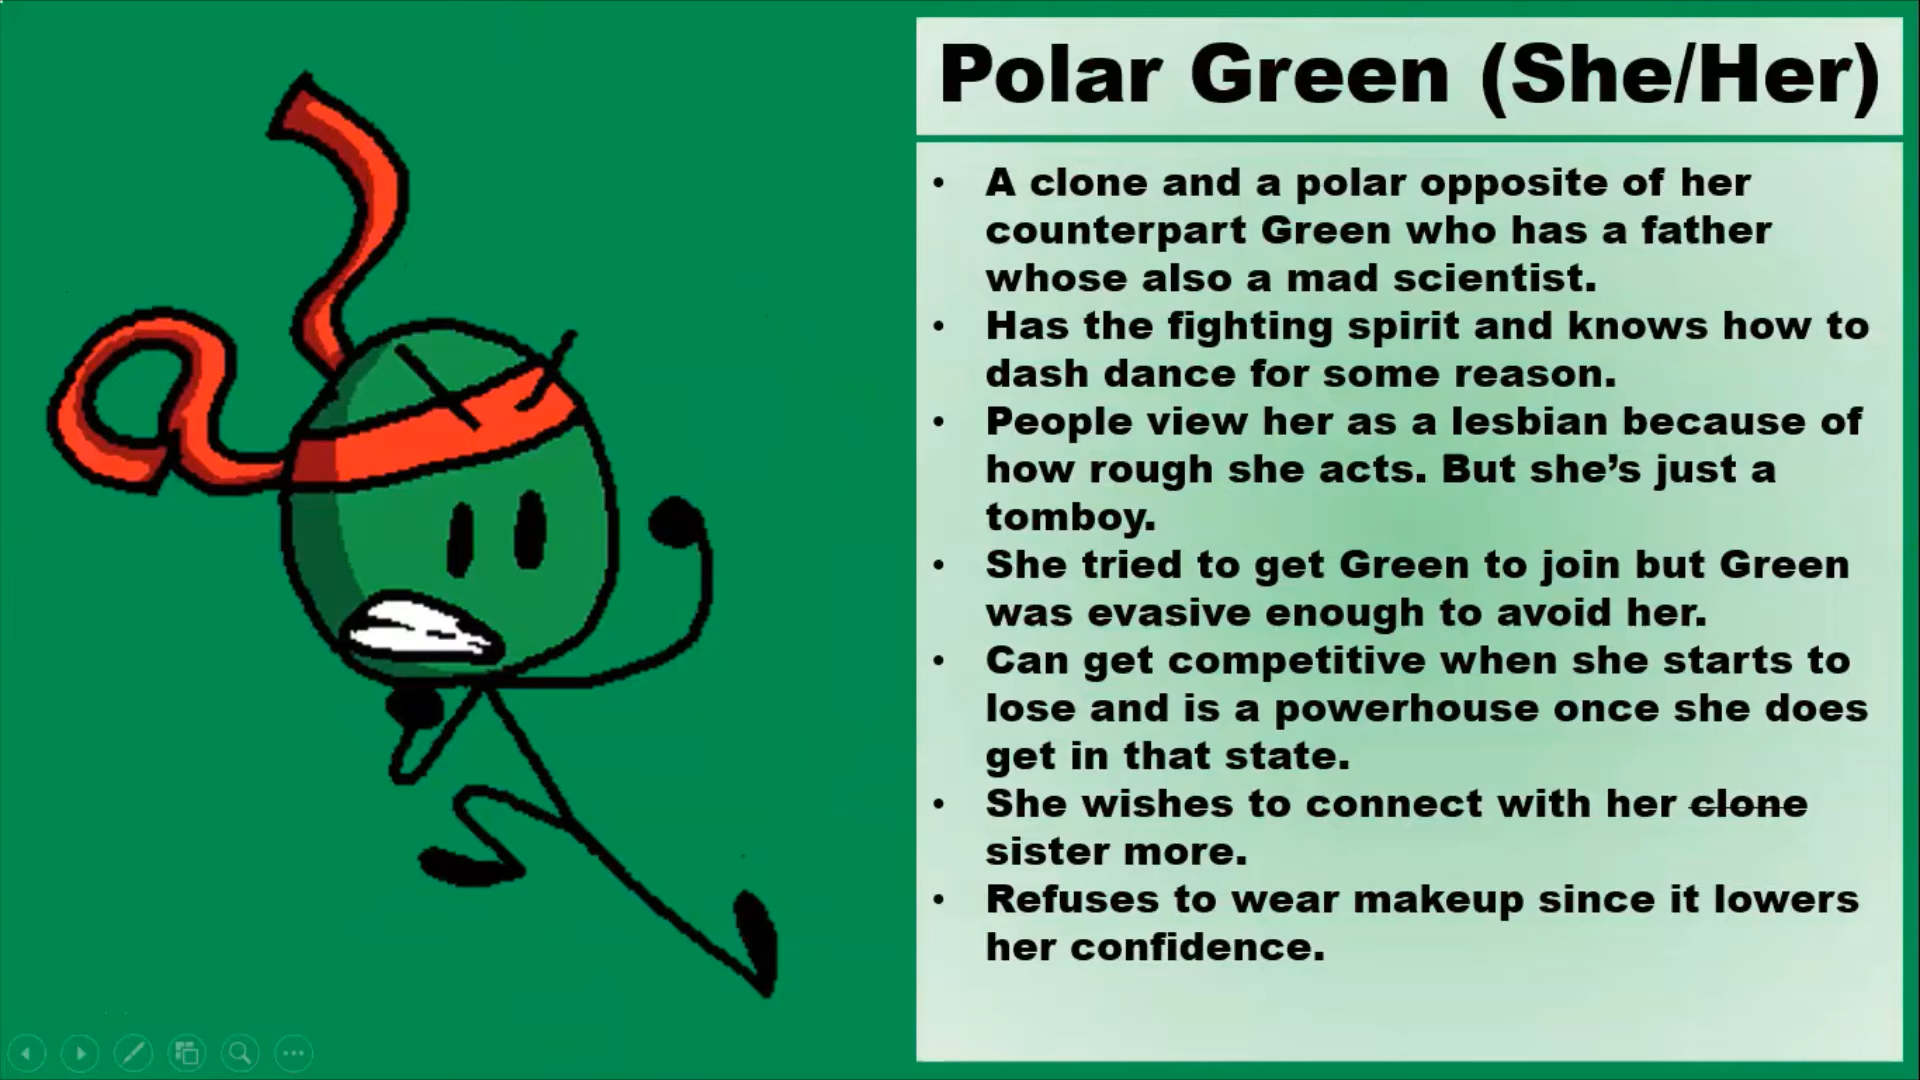 Polar Green (She/Her)
• A clone and a polar opposite of her
counterpart Green who has a father
whose also a mad scientist.
• Has the fighting spirit and knows how to
dash dance for some reason.
• People view her as a lesbian because of
how rough she acts. But she’s just a
tomboy.
• She tried to get Green to join but Green
was evasive enough to avoid her.
• Can get competitive when she starts to
lose and is a powerhouse once she does
get in that state.
• She wishes to connect with her clone
sister more.
• Refuses to wear makeup since it lowers
her confidence.